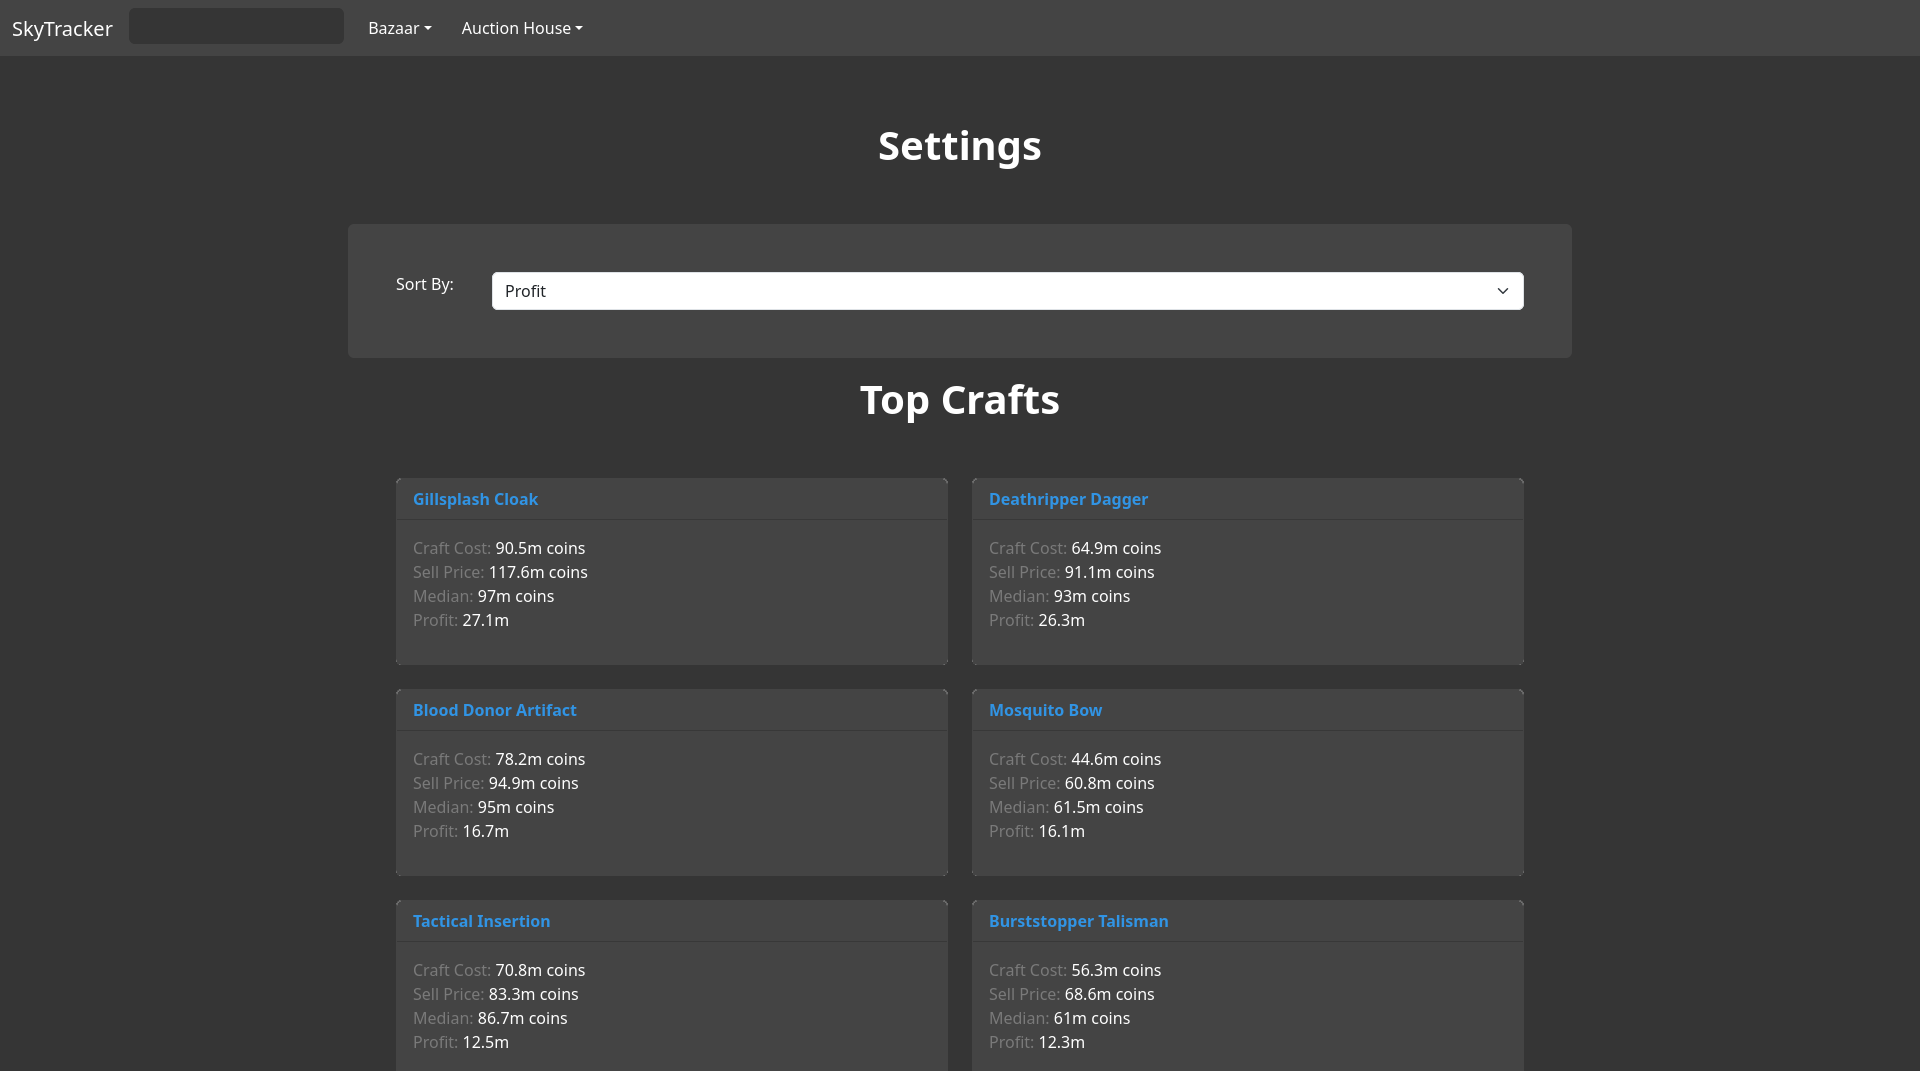 SkyTracker
Bazaar
Auction House
Settings
Sort By:
Profit
Top Crafts
Gillsplash Cloak
Craft Cost: 90.5m coins
Sell Price: 117.6m coins
Median: 97m coins
Profit: 27.1m
Deathripper Dagger
Craft Cost: 64.9m coins
Sell Price: 91.1m coins
Median: 93m coins
Profit: 26.3m
Blood Donor Artifact
Craft Cost: 78.2m coins
Sell Price: 94.9m coins
Median: 95m coins
Profit: 16.7m
Mosquito Bow
Craft Cost: 44.6m coins
Sell Price: 60.8m coins
Median: 61.5m coins
Profit: 16.1m
Tactical Insertion
Craft Cost: 70.8m coins
Sell Price: 83.3m coins
Median: 86.7m coins
Profit: 12.5m
Burststopper Talisman
Craft Cost: 56.3m coins
Sell Price: 68.6m coins
Median: 61m coins
Profit: 12.3m